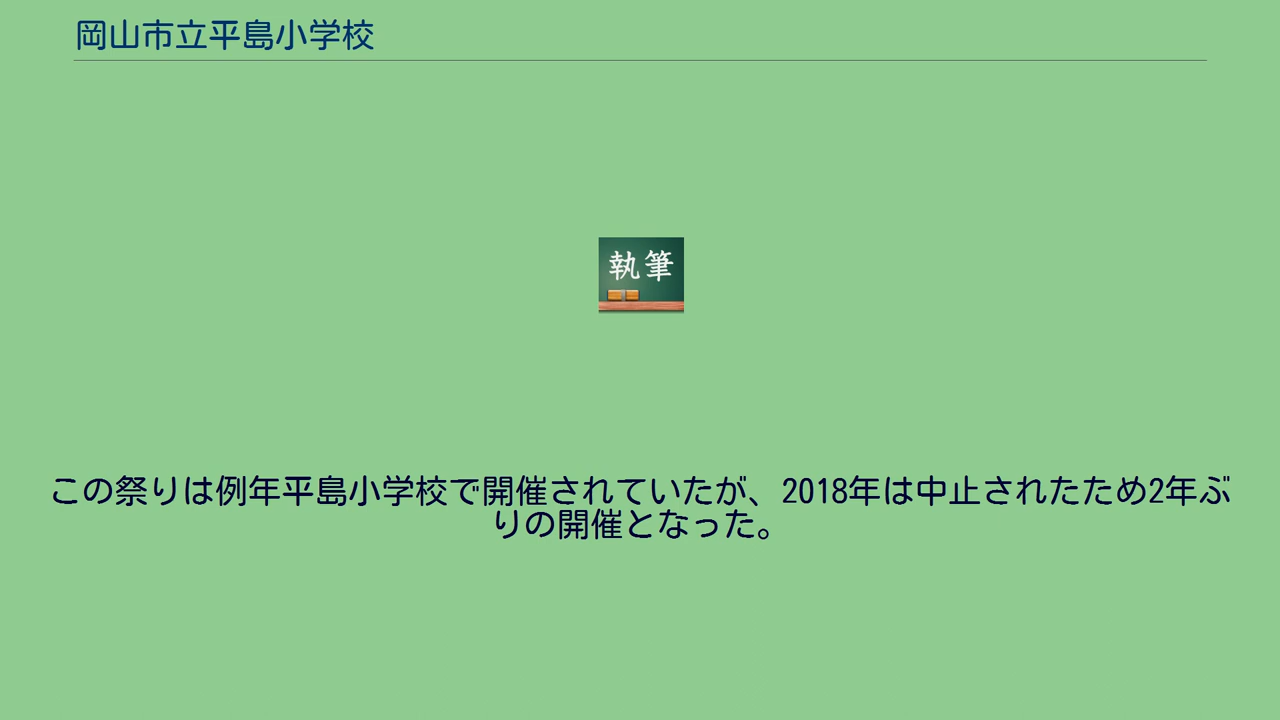 岡山市立平島小学校
執筆
この祭りは例年平島小学校で開催されていたが、2018年は中止されたため2年ぶ
りの開催となった。